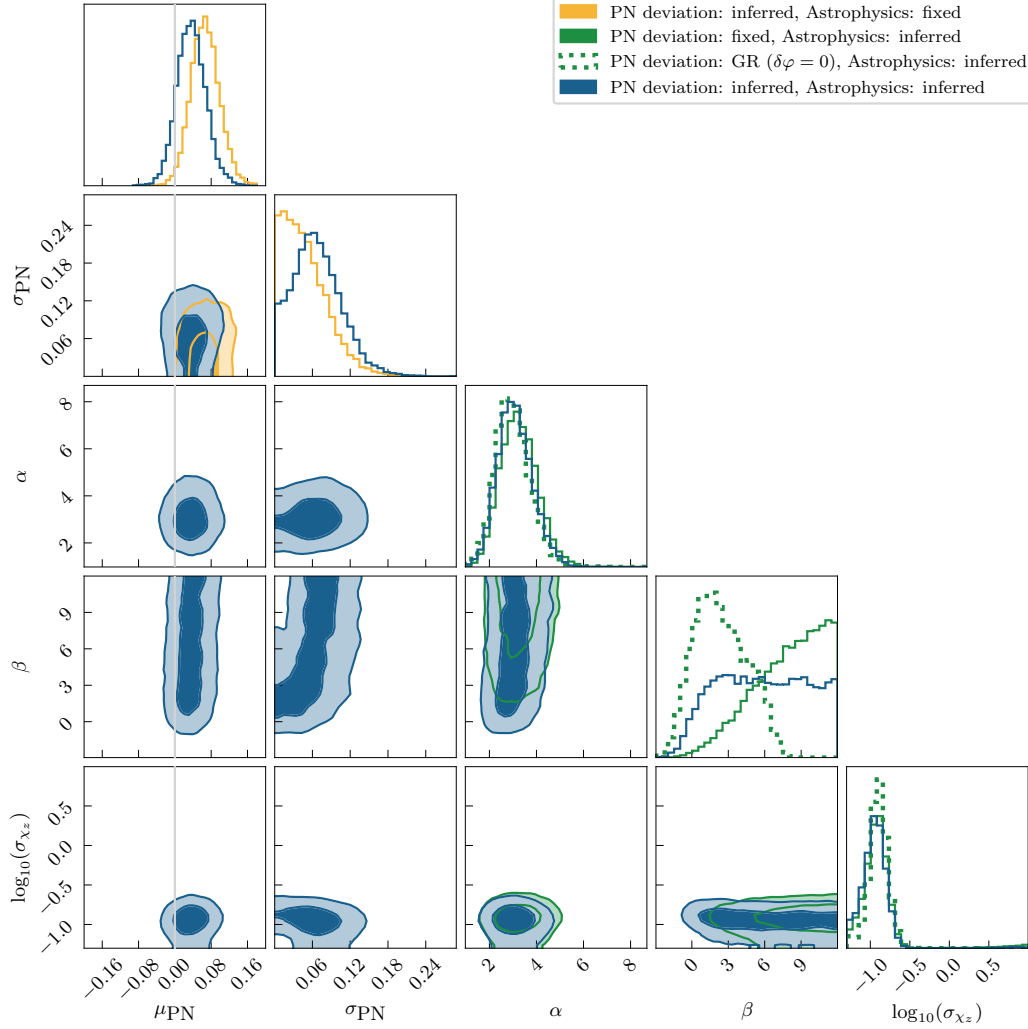 PN deviation: inferred, Astrophysics: fixed
PN deviation: fixed, Astrophysics: inferred
PN deviation: GR (δφ = 0), Astrophysics: inferred
PN deviation: inferred, Astrophysics: inferred
0.24
0.18
0.12
0.06
σPN
8
6
4
2
α
9
6
3
0
β
0.5
0.0
−0.5
−1.0
log₁₀(σχ_z)
−0.16 −0.08 0.00 0.08 0.16
0.06 0.12 0.18 0.24
2 4 6 8
0 3 6 9
−1.0 −0.5 0.0 0.5
μPN σPN α β log₁₀(σχ_z)